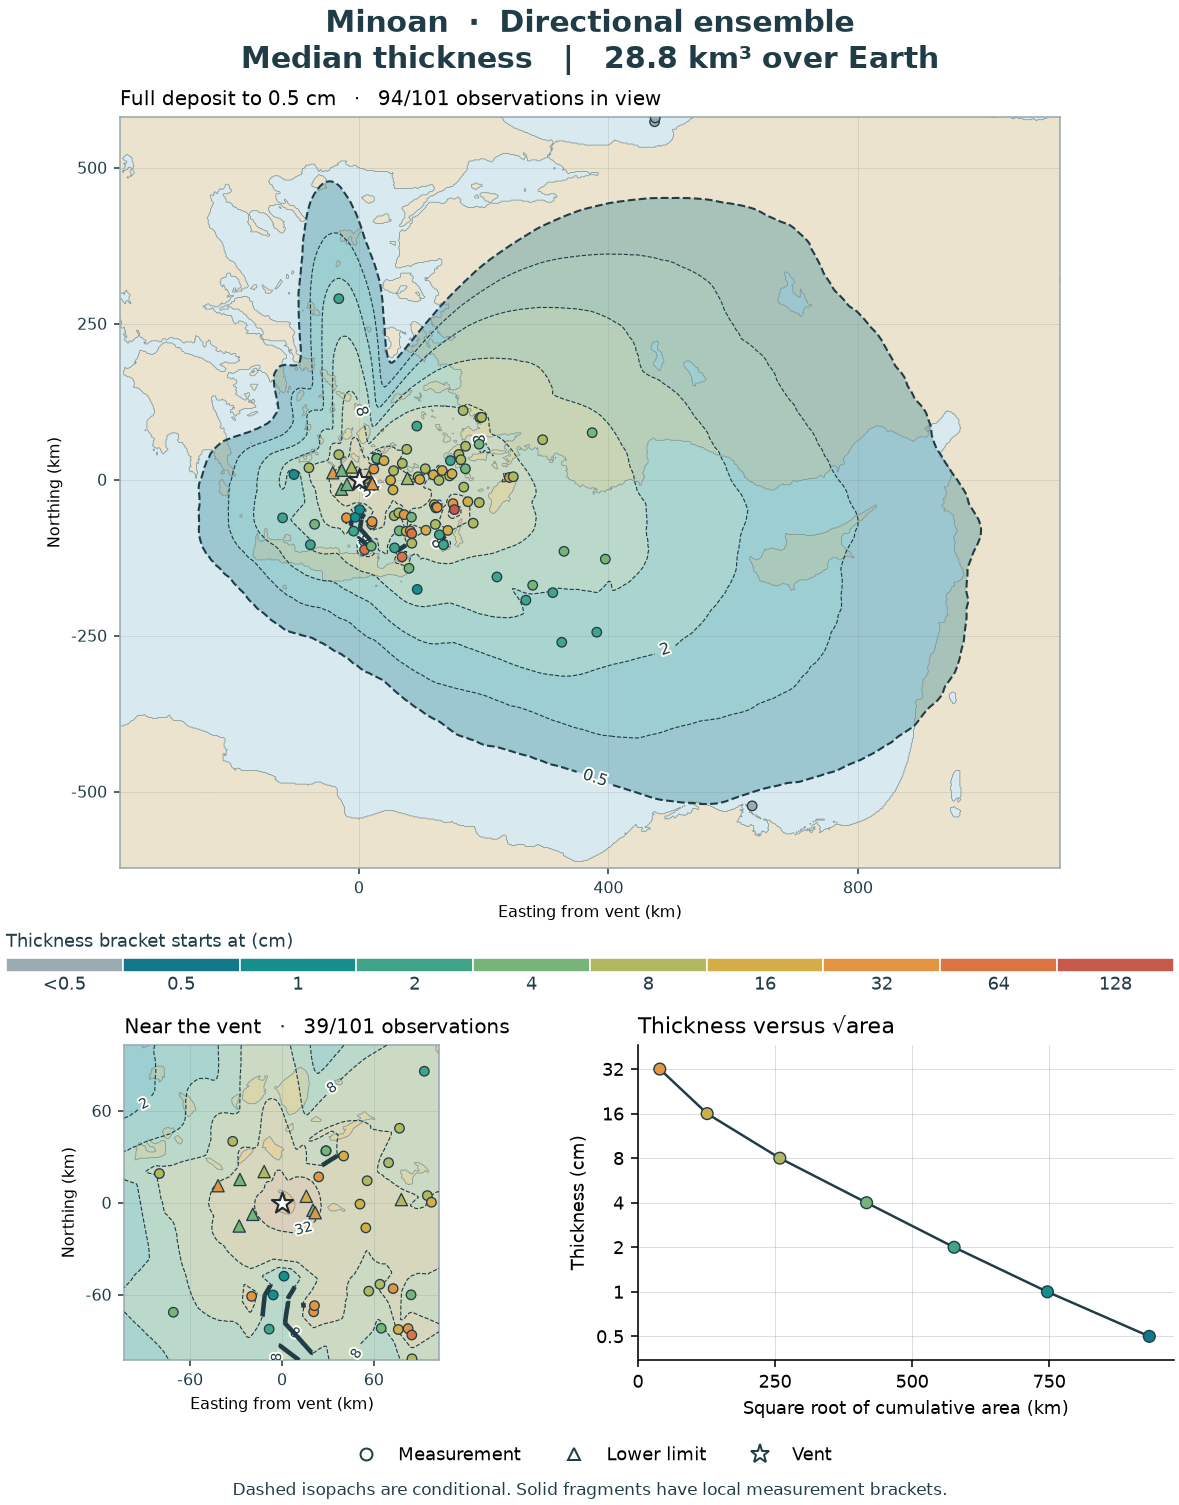 Minoan · Directional ensemble
Median thickness | 28.8 km³ over Earth
Full deposit to 0.5 cm · 94/101 observations in view
500
250
0
-250
-500
Northing (km)
8
8
8
2
0.5
0
400
800
Easting from vent (km)
Thickness bracket starts at (cm)
<0.5
0.5
1
2
4
8
16
32
64
128
Near the vent · 39/101 observations
60
0
-60
Northing (km)
2
8
32
8
8
8
-60
0
60
Easting from vent (km)
Thickness versus √area
32
16
8
4
2
1
0.5
Thickness (cm)
0
250
500
750
Square root of cumulative area (km)
Measurement
Lower limit
Vent
Dashed isopachs are conditional. Solid fragments have local measurement brackets.